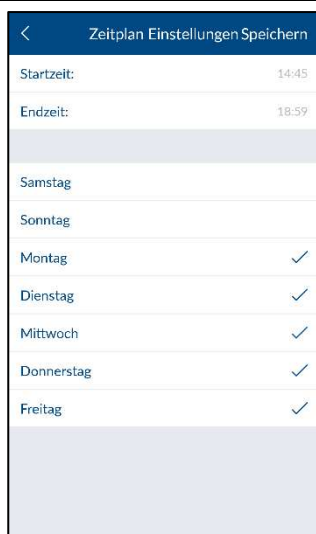 Zeitplan Einstellungen Speichern
Startzeit: 14:45
Endzeit: 18:59
Samstag
Sonntag
Montag
Dienstag
Mittwoch
Donnerstag
Freitag